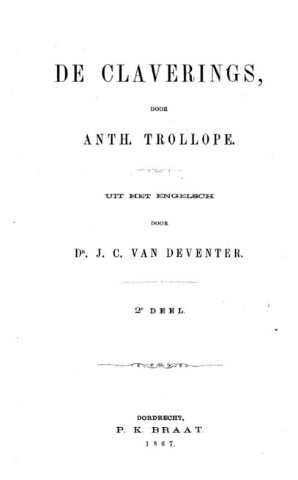 DE CLAVERINGS,
DOOR
ANTH. TROLLOPE.
UIT HET ENGELSCH
DOOR
Dr. J. C. VAN DEVENTER.
2e DEEL.
DORDRECHT,
P. K. BRAAT.
1867.